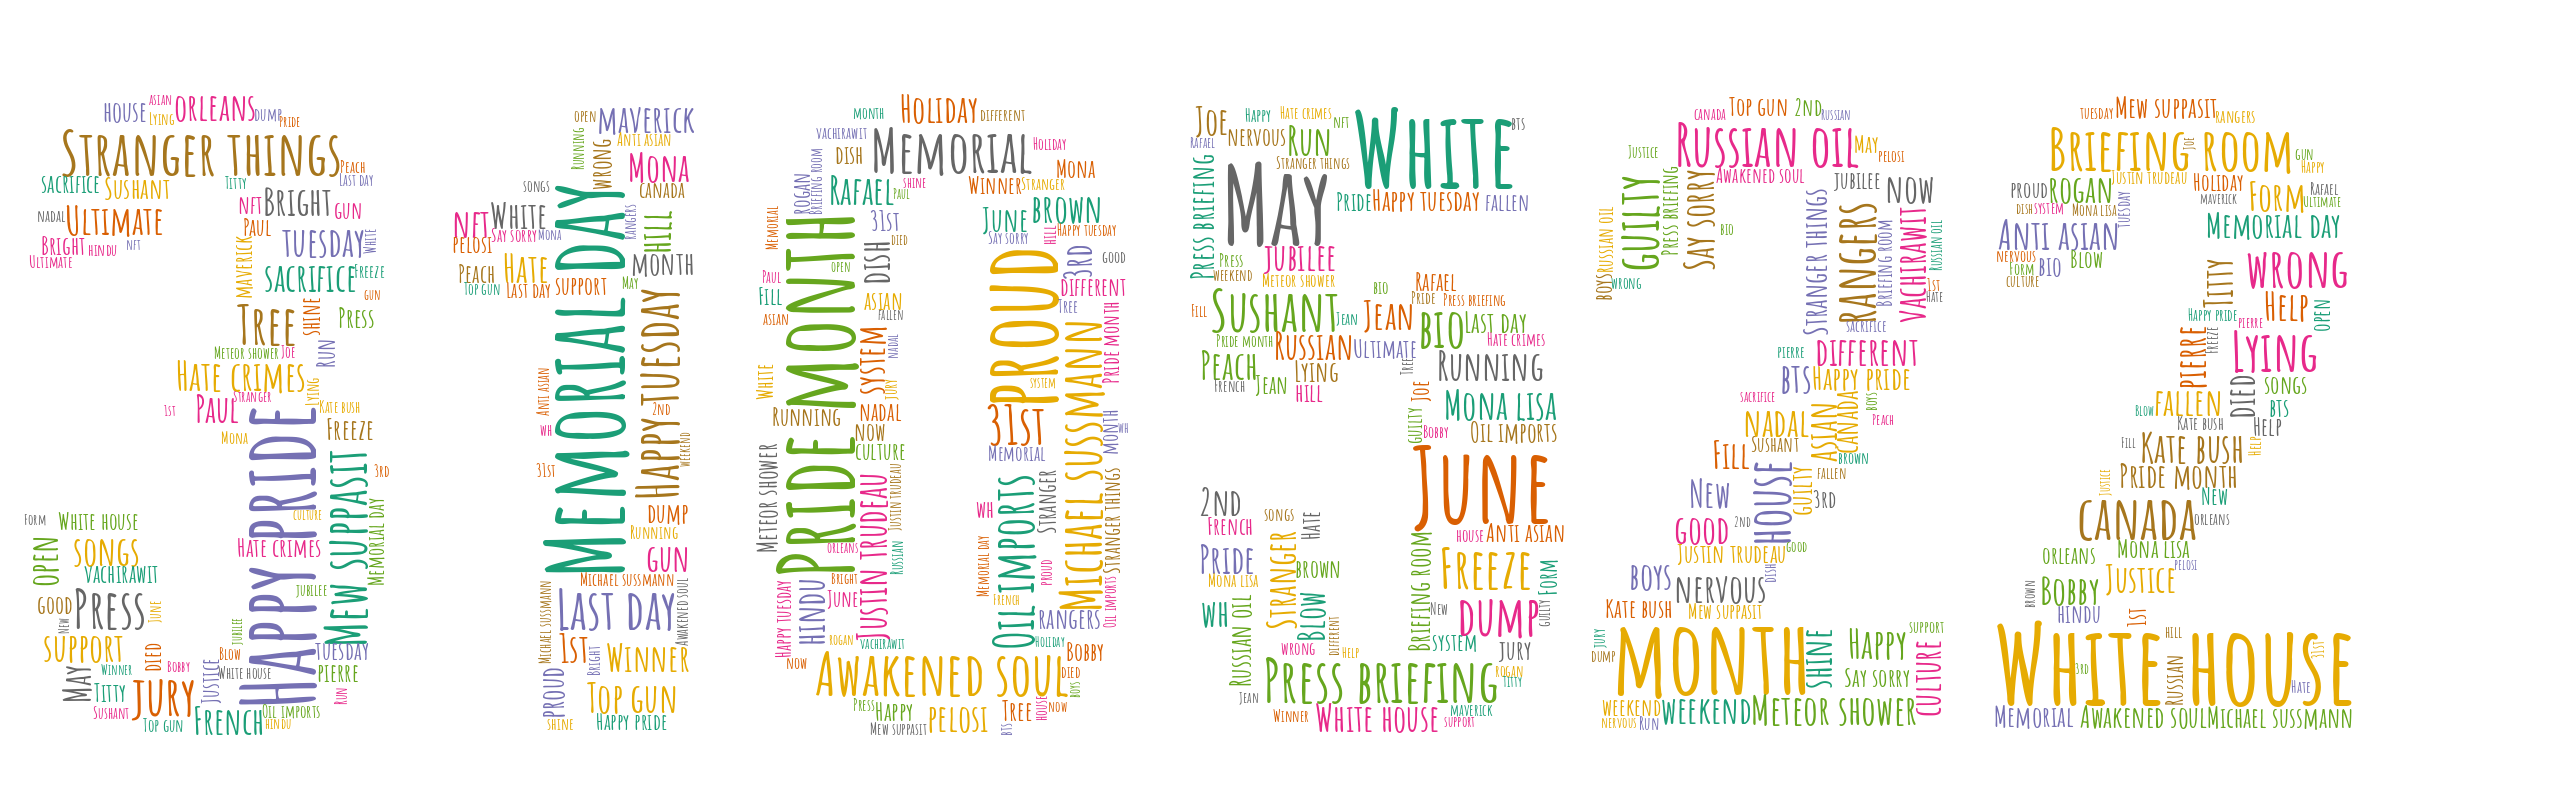 House
Asian
Lying
Orleans
Dump
Pride
Stranger things
Peach
Last day
sacrifice
Sushant
Titty
nadal
Ultimate
NFT
Bright
gun
Paul
Bright
hindu
nft
Ultimate
Tuesday
White
maverick
sacrifice
Freeze
gun
Tree
shine
Press
Meteor shower
Joe
Run
Hate crimes
Stranger
Lying
1st
Paul
Kate bush
Mona
Happy pride
Freeze
3rd
Form
White house
culture
Mew suppasit
Memorial day
open
songs
Hate crimes
vachirawit
jubilee
good
Press
June
New
support
jubilee
May
Winner
died
Bobby
Blow
Tuesday
White house
Pierre
Titty
Jury
Justice
Run
Sushant
Top gun
French
Oil imports
hindu
open
maverick
Running
wrong
Anti asian
Mona
songs
canada
nft
White
Say sorry
Mona
Rangers
hill
Pelosi
Peach
Hate
month
Top gun
Last day
support
May
Memorial day
Happy Tuesday
Anti asian
2nd
WH
weekend
31st
dump
Running
gun
Michael sussmann
Michael sussmann
Last day
Awakened soul
1st
Bright
Winner
proud
Top gun
shine
Happy pride
month
Holiday
different
vachirawit
dish
Memorial
Holiday
Rogan
Briefing room
Rafael
shine
Paul
Winner
Stranger
Mona
Memorial
31st
June
Brown
Say sorry
hill
Happy Tuesday
died
3rd
good
Pride month
open
dish
Proud
different
Paul
Fill
asian
asian
fallen
Tree
Michael sussmann
Pride month
system
nadal
White
Jury
system
Running
nadal
31st
month
WH
now
culture
Memorial
Meteor shower
Justin trudeau
Justin trudeau
Stranger
Stranger things
WH
Oil imports
orleans
Russian
Memorial day
proud
Happy Tuesday
hindu
Bright
June
French
Oil imports
Rangers
rogan
vachirawit
Holiday
Bobby
now
Awakened soul
died
boys
Press
Happy
Pelosi
Tree
house
now
Mew suppasit
BTS
Joe
Happy
Hate crimes
White
BTS
Rafael
nervous
Run
nft
Press briefing
Stranger things
May
Pride
Happy Tuesday
fallen
Jubilee
Press
weekend
Meteor shower
Rafael
Bio
Pride
Press briefing
Fill
Sushant
Jean
Jean
Bio
Last day
Pride month
Russian
Ultimate
Hate crimes
Peach
Tree
Running
French
Jean
Lying
hill
Joe
Mona Lisa
guilty
Bobby
Oil imports
June
2nd
French
songs
Hate
house
Anti asian
Pride
Stranger
Briefing room
Freeze
Form
Mona lisa
Brown
WH
Russian oil
Blow
New
dump
guilty
different
wrong
help
system
Jury
Press briefing
rogan
Titty
Jean
Winner
White house
maverick
support
canada
Top gun
2nd
Russian
Justice
Russian oil
May
Pelosi
Awakened soul
guilty
Press briefing
Say sorry
Jubilee
now
Russian oil
Bio
Stranger things
Rangers
Briefing room
vachirawit
Russian oil
boys
wrong
1st
Hate
sacrifice
Pierre
different
BTS
Happy pride
sacrifice
canada
boys
nadal
asian
Peach
Sushant
Fill
Brown
house
guilty
fallen
New
3rd
good
2nd
Justin trudeau
good
dish
boys
nervous
Kate bush
Mew suppasit
Jury
month
shine
Happy
support
dump
Say sorry
culture
weekend
weekend
Meteor shower
nervous
Run
Tuesday
Mew suppasit
Rangers
Briefing room
Joe
gun
Happy
Justin trudeau
proud
Rogan
Holiday
Form
Rafael
maverick
Ultimate
dish
system
Mona lisa
Tuesday
Memorial day
Anti asian
nervous
Form
Bio
Blow
culture
Titty
wrong
Help
open
Happy pride
Pierre
Pierre
Freeze
Lying
died
songs
Blow
fallen
BTS
Kate bush
Help
Fill
Kate bush
Help
Pride month
Justice
New
canada
orleans
Mona lisa
orleans
Pelosi
Brown
Bobby
Justice
hindu
1st
White house
hill
31st
3rd
Russian
Hate
Memorial
Awakened soul
Michael sussmann